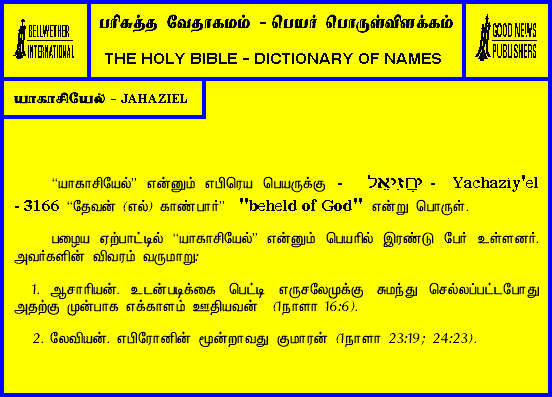 BELLWETHER
INTERNATIONAL
பரிசுத்த வேதாகமம் - பெயர் பொருள்விளக்கம்
THE HOLY BIBLE - DICTIONARY OF NAMES
GOOD NEWS
PUBLISHERS
யாகாசியேல் - JAHAZIEL
“யாகாசியேல்” என்னும் எபிரெய பெயருக்கு - יַחֲזִיאֵל - Yachaziy'el
- 3166 “தேவன் (எல்) காண்பார்” "beheld of God" என்று பொருள்.
பழைய ஏற்பாட்டில் “யாகாசியேல்” என்னும் பெயரில் இரண்டு பேர் உள்ளனர்.
அவர்களின் விவரம் வருமாறு:
1. ஆசாரியன். உடன்படிக்கை பெட்டி எருசலேமுக்கு சுமந்து செல்லப்பட்டபோது
அதற்கு முன்பாக எக்காளம் ஊதியவன் (1நாளா 16:6).
2. லேவியன். எபிரோனின் மூன்றாவது குமாரன் (1நாளா 23:19; 24:23).